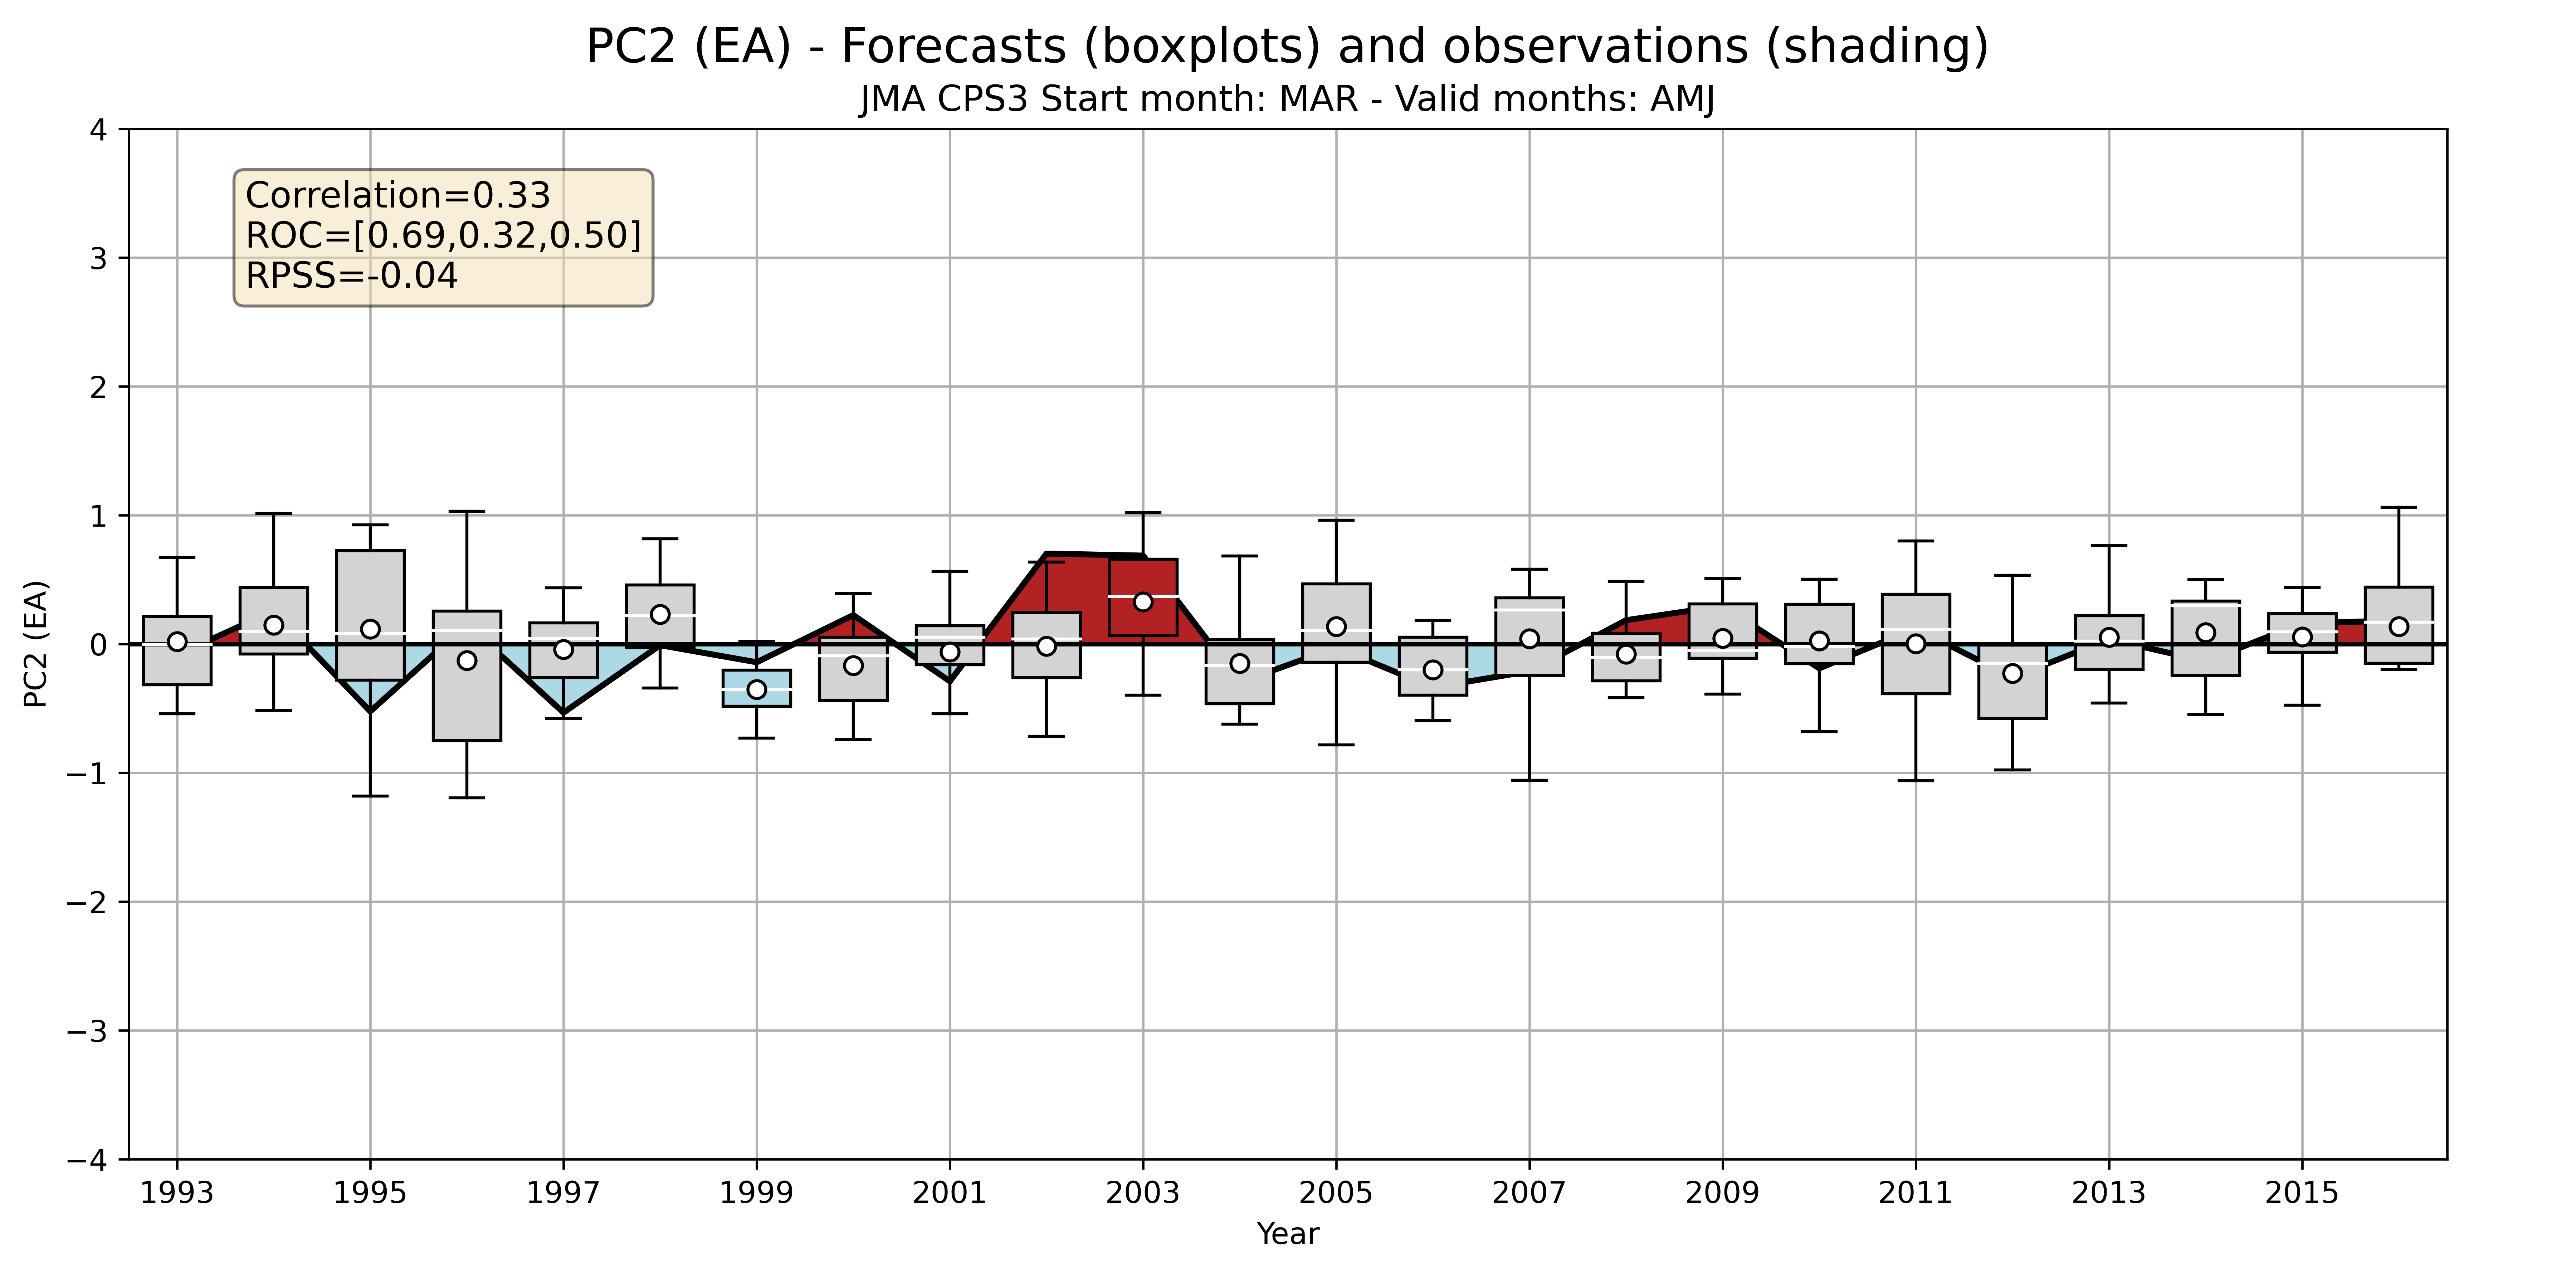 PC2 (EA) - Forecasts (boxplots) and observations (shading)
JMA CPS3 Start month: MAR - Valid months: AMJ
Correlation=0.33
ROC=[0.69,0.32,0.50]
RPSS=-0.04
PC2 (EA)
4
3
2
1
0
−1
−2
−3
−4
1993 1995 1997 1999 2001 2003 2005 2007 2009 2011 2013 2015
Year